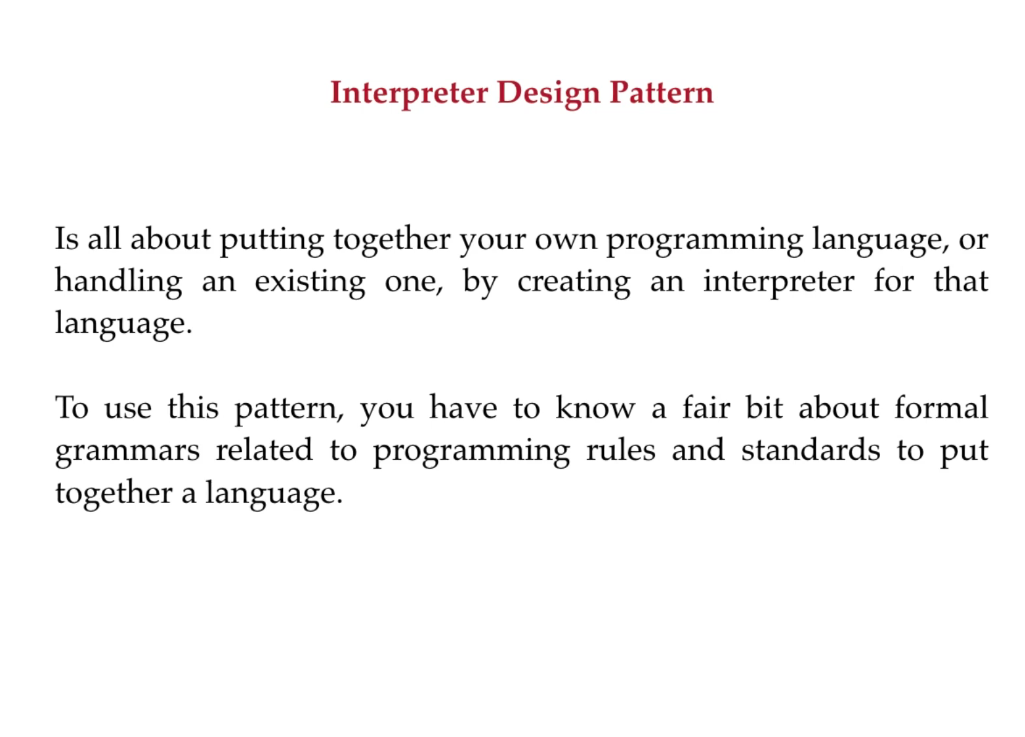 Interpreter Design Pattern
Is all about putting together your own programming language, or
handling an existing one, by creating an interpreter for that
language.
To use this pattern, you have to know a fair bit about formal
grammars related to programming rules and standards to put
together a language.